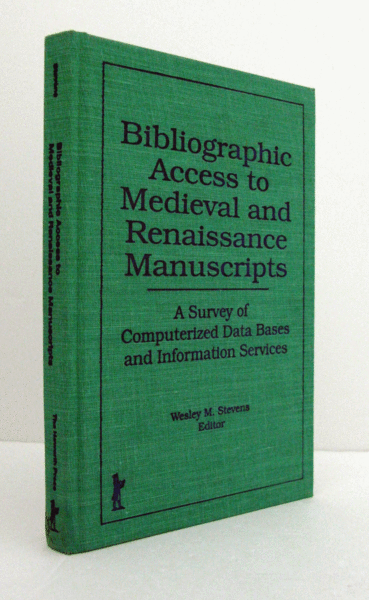 Bibliographic
Access to
Medieval and
Renaissance
Manuscripts
A Survey of
Computerized Data Bases
and Information Services
Wesley M. Stevens
Editor
Stevens
Bibliographic Access to
Medieval and Renaissance Manuscripts
The Haworth Press